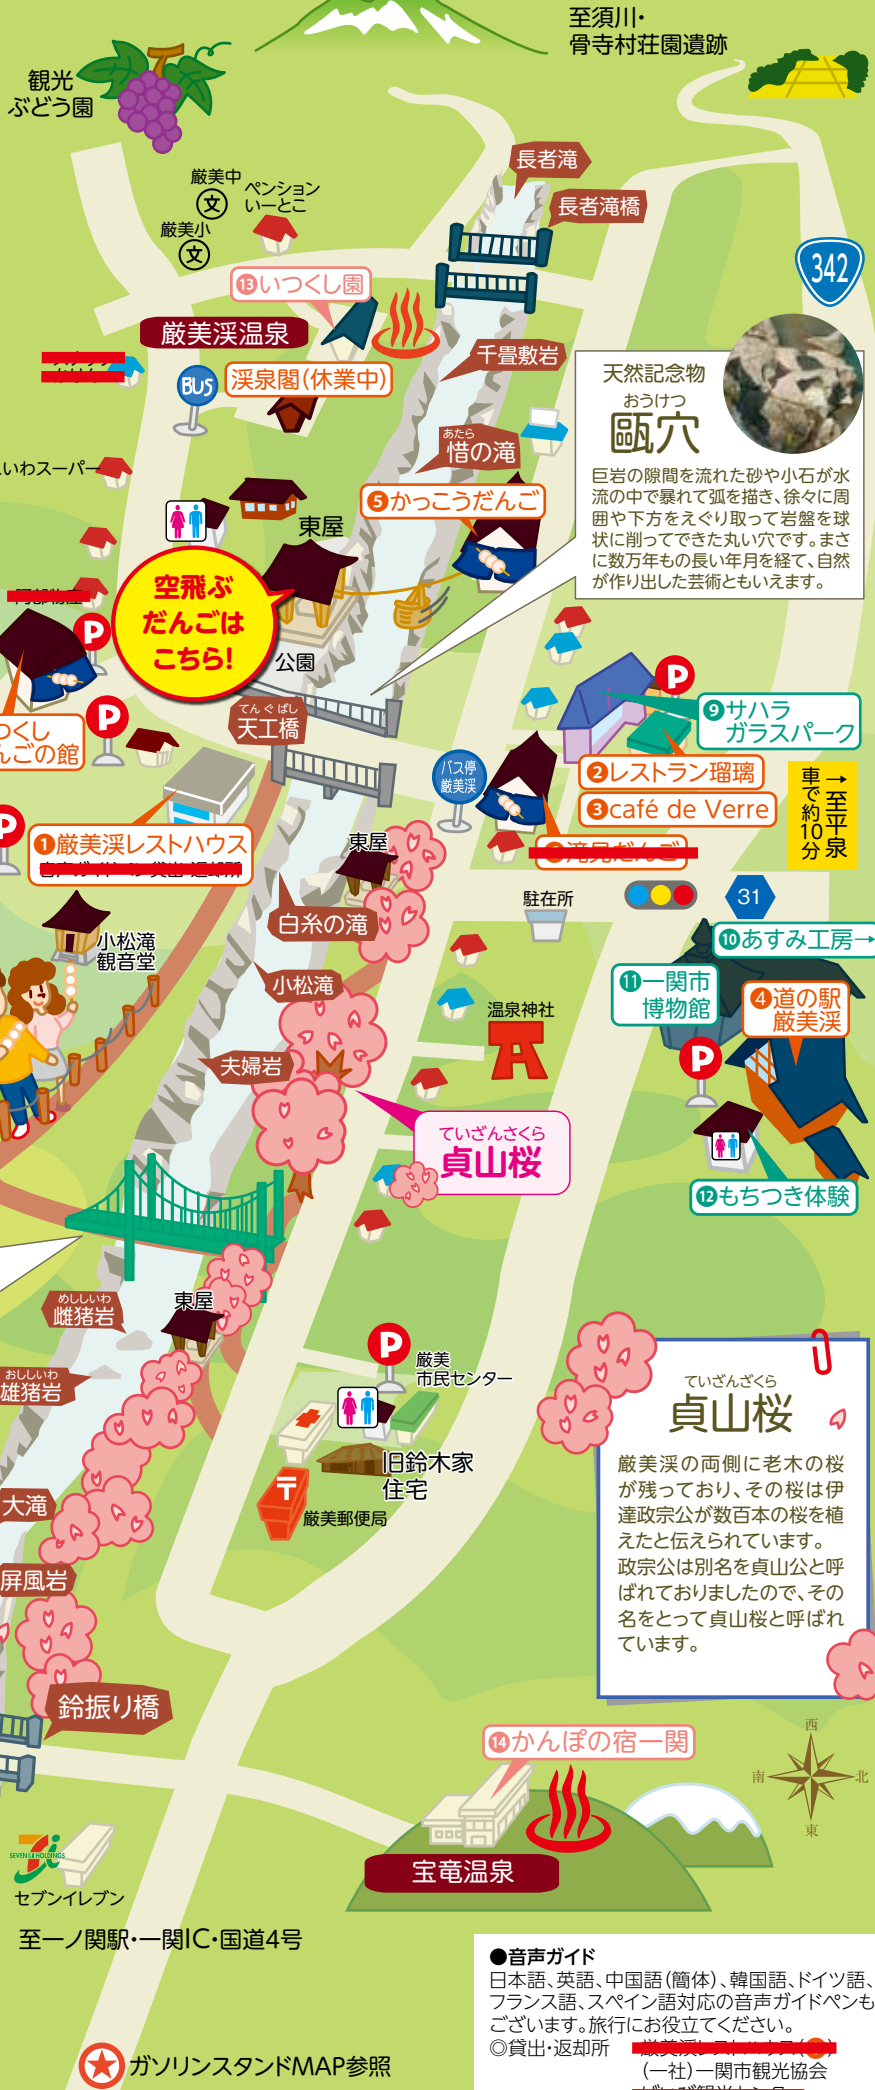 至須川・
骨寺村荘園遺跡
観光
ぶどう園
長者滝
厳美中
文
ペンション
いーとこ
長者滝橋
厳美小
文
342
⑬いつくし園
厳美渓温泉
千畳敷岩
BUS
渓泉閣(休業中)
天然記念物
おうけつ
甌穴
巨岩の隙間を流れた砂や小石が水
流の中で暴れて弧を描き、徐々に周
囲や下方をえぐり取って岩盤を球
状に削ってできた丸い穴です。まさ
に数万年もの長い年月を経て、自然
が作り出した芸術ともいえます。
あたら
惜の滝
いわスーパー
⑤かっこうだんご
東屋
空飛ぶ
だんごは
こちら!
P
公園
P
つくし
んごの館
P
てんぐばし
天工橋
⑨サハラ
ガラスパーク
バス停
厳美渓
②レストラン瑠璃
③café de Verre
→至平泉
車で約10分
P
①厳美渓レストハウス
東屋
滝見だんご
駐在所
31
白糸の滝
小松滝
観音堂
⑩あすみ工房→
⑪一関市
博物館
④道の駅
厳美渓
小松滝
温泉神社
夫婦岩
P
ていざんさくら
貞山桜
⑫もちつき体験
めししいわ
雌猪岩
東屋
おししいわ
雄猪岩
P
厳美
市民センター
旧鈴木家
住宅
〒
厳美郵便局
大滝
屏風岩
ていざんざくら
貞山桜
厳美渓の両側に老木の桜
が残っており、その桜は伊
達政宗公が数百本の桜を植
えたと伝えられています。
政宗公は別名を貞山公と呼
ばれておりましたので、その
名をとって貞山桜と呼ばれ
ています。
鈴振り橋
⑭かんぽの宿一関
西
南
北
東
宝竜温泉
SEVEN & i HOLDINGS
セブンイレブン
至一ノ関駅・一関IC・国道4号
●音声ガイド
日本語、英語、中国語(簡体)、韓国語、ドイツ語、
フランス語、スペイン語対応の音声ガイドペンも
ございます。旅行にお役立てください。
◎貸出・返却所
(一社)一関市観光協会
ガソリンスタンドMAP参照